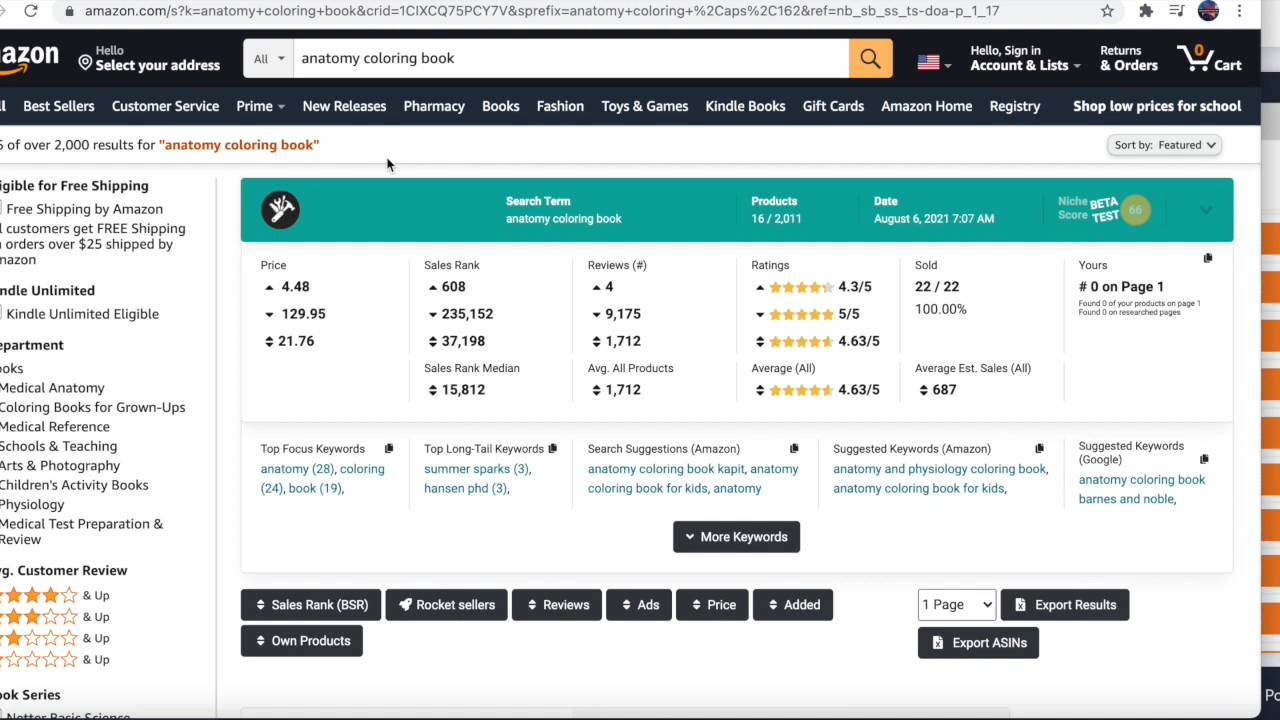 amazon.com/s?k=anatomy+coloring+book&crid=1CIXCQ75PCY7V&sprefix=anatomy+coloring+%2Caps%2C162&ref=nb_sb_ss_ts-doa-p_1_17
azon
Hello
Select your address
All
anatomy coloring book
Hello, Sign in
Account & Lists
Returns
& Orders
0
Cart
ll Best Sellers Customer Service Prime New Releases Pharmacy Books Fashion Toys & Games Kindle Books Gift Cards Amazon Home Registry Shop low prices for school
6 of over 2,000 results for "anatomy coloring book"
Sort by: Featured
igible for Free Shipping
Free Shipping by Amazon
l customers get FREE Shipping
n orders over $25 shipped by
mazon
ndle Unlimited
Kindle Unlimited Eligible
epartment
oks
Medical Anatomy
Coloring Books for Grown-Ups
Medical Reference
Schools & Teaching
Arts & Photography
Children's Activity Books
Physiology
Medical Test Preparation &
Review
vg. Customer Review
& Up
& Up
& Up
& Up
ook Series
Netter Basic Science
Search Term
anatomy coloring book
Products
16 / 2,011
Date
August 6, 2021 7:07 AM
Niche
Score
BETA
TEST
66
Price
4.48
129.95
21.76
Sales Rank
608
235,152
37,198
Sales Rank Median
15,812
Reviews (#)
4
9,175
1,712
Avg. All Products
1,712
Ratings
4.3/5
5/5
4.63/5
Average (All)
4.63/5
Sold
22 / 22
100.00%
Average Est. Sales (All)
687
Yours
# 0 on Page 1
Found 0 of your products on page 1
Found 0 on researched pages
Top Focus Keywords
anatomy (28), coloring
(24), book (19),
Top Long-Tail Keywords
summer sparks (3),
hansen phd (3),
Search Suggestions (Amazon)
anatomy coloring book kapit, anatomy
coloring book for kids, anatomy
Suggested Keywords (Amazon)
anatomy and physiology coloring book,
anatomy coloring book for kids,
Suggested Keywords
(Google)
anatomy coloring book
barnes and noble,
More Keywords
Sales Rank (BSR)
Rocket sellers
Reviews
Ads
Price
Added
1 Page
Export Results
Own Products
Export ASINs
Po